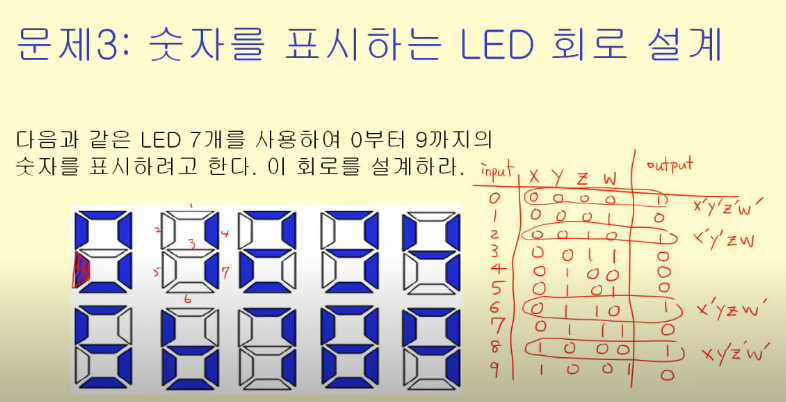 문제3: 숫자를 표시하는 LED 회로 설계
다음과 같은 LED 7개를 사용하여 0부터 9까지의
숫자를 표시하려고 한다. 이 회로를 설계하라.
1
2 3 4
5 7
6
input X Y Z W output
0 0 0 0 0 1 x'y'z'w'
1 0 0 0 1 0
2 0 0 1 0 1 x'y'zw
3 0 0 1 1 0
4 0 1 0 0 0
5 0 1 0 1 0
6 0 1 1 0 1 x'yzw'
7 0 1 1 1 0
8 1 0 0 0 1 xy'z'w'
9 1 0 0 1 0